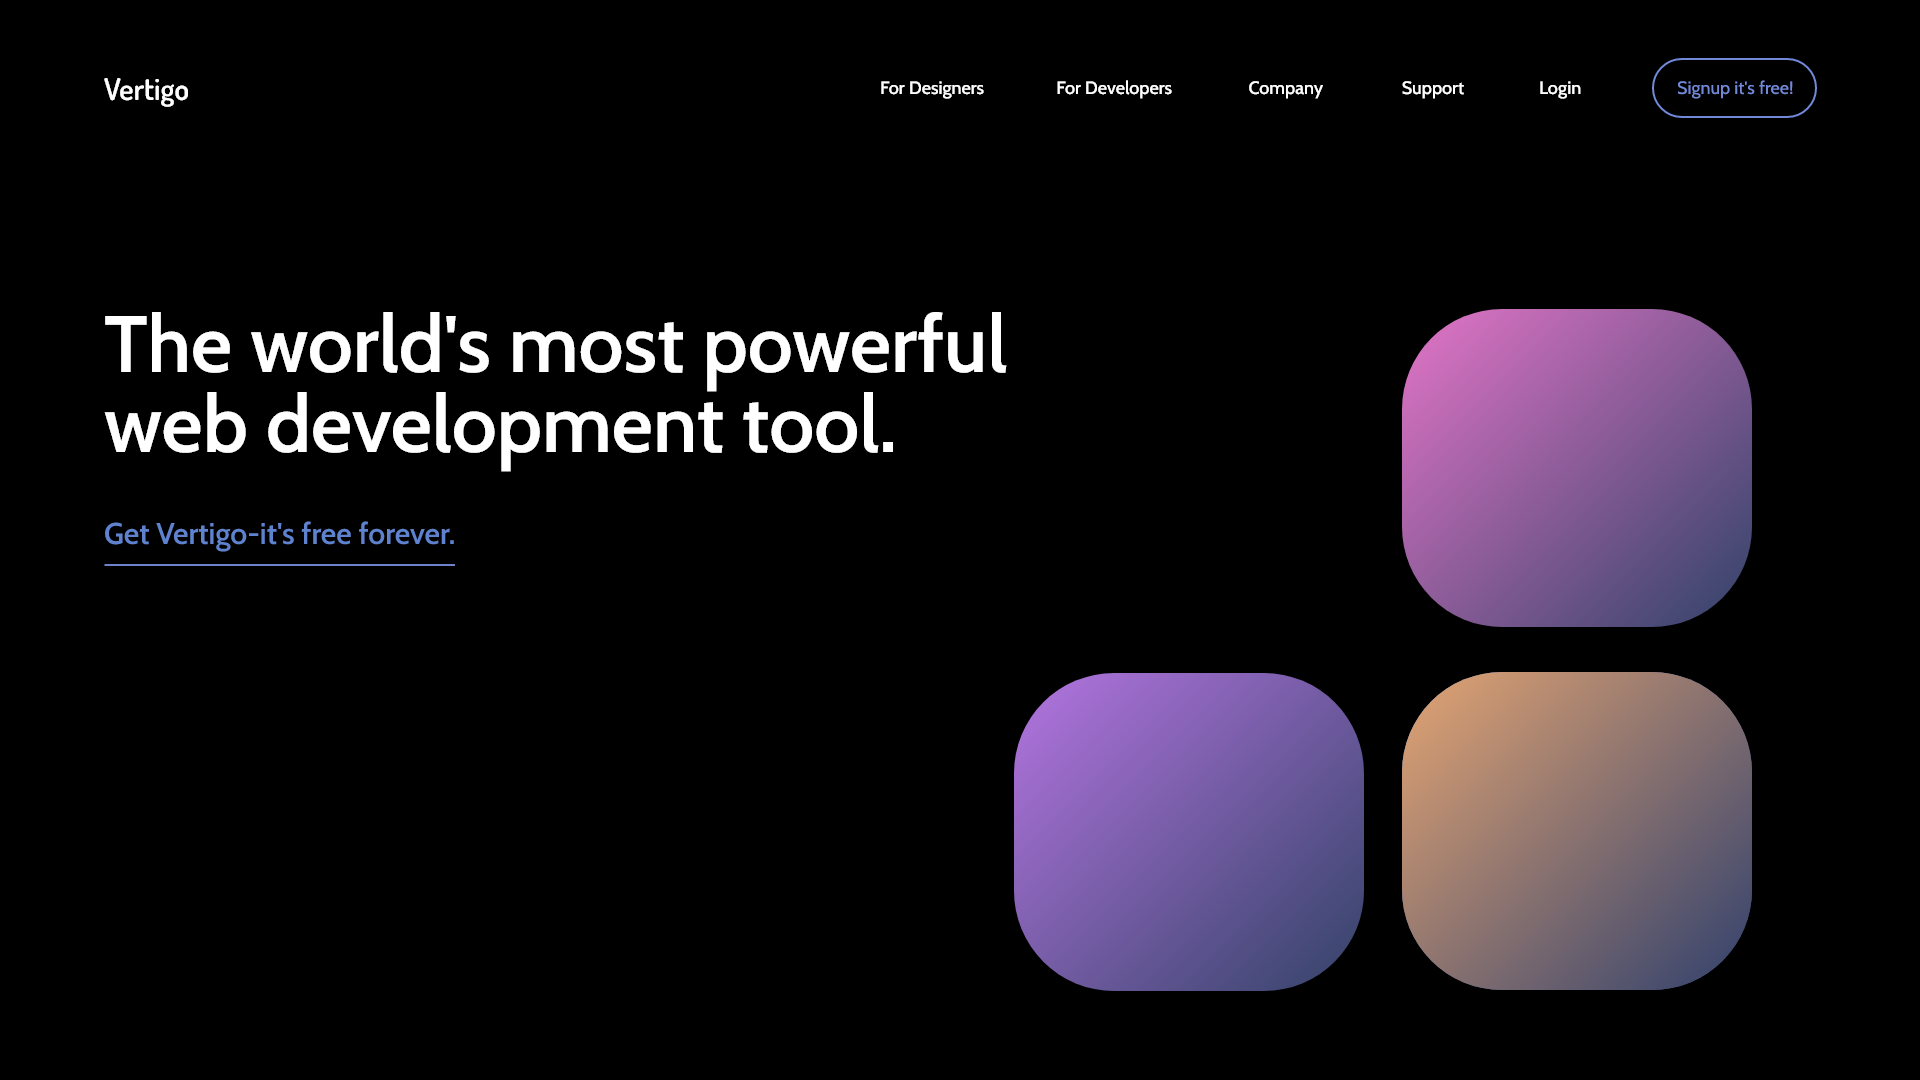 Vertigo
For Designers
For Developers
Company
Support
Login
Signup it's free!
The world's most powerful
web development tool.
Get Vertigo-it's free forever.